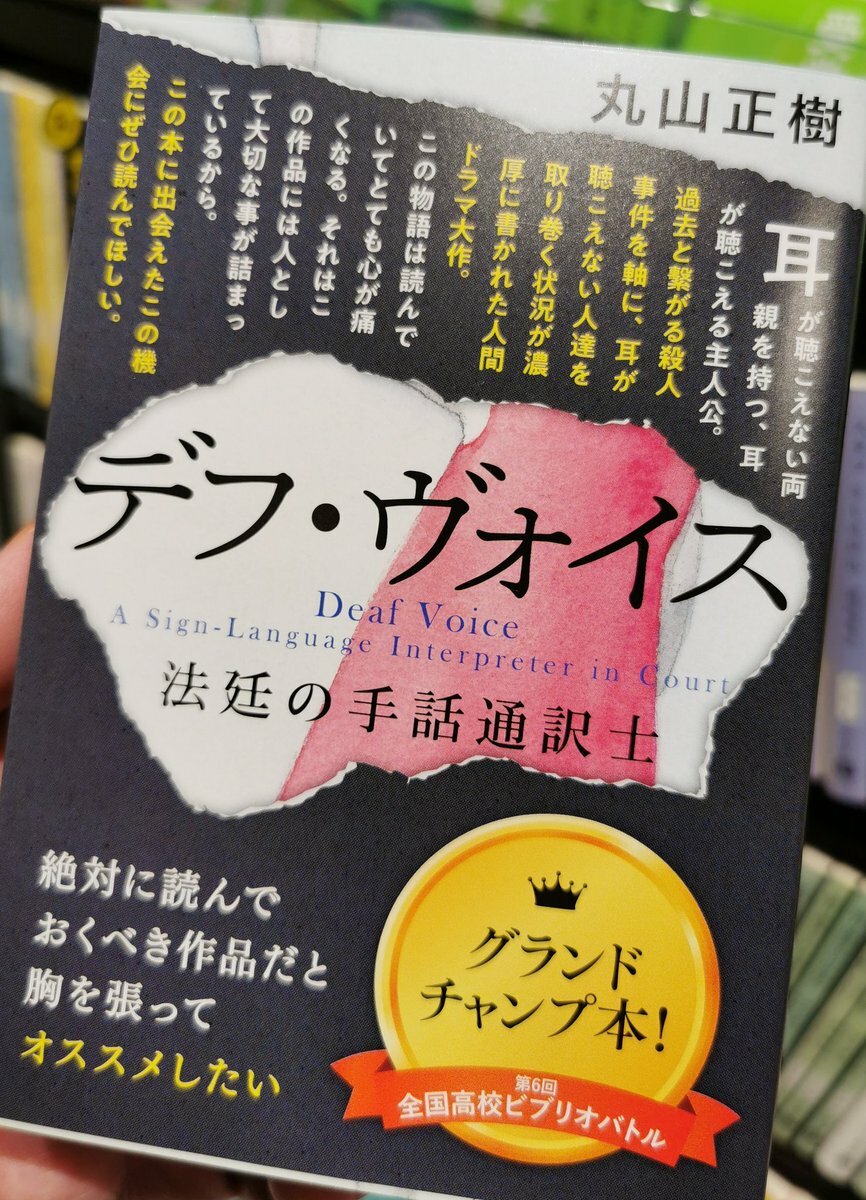 丸山正樹
耳が聴こえない両
親を持つ、耳
が聴こえる主人公。
過去と繋がる殺人
事件を軸に、耳が
聴こえない人達を
取り巻く状況が濃
厚に書かれた人間
ドラマ大作。
この物語は読んで
いてとても心が痛
くなる。それはこ
の作品には人とし
て大切な事が詰まっ
ているから。
この本に出会えたこの機
会にぜひ読んでほしい。
デフ・ヴォイス
Deaf Voice
A Sign-Language Interpreter in Court
法廷の手話通訳士
絶対に読んで
おくべき作品だと
胸を張って
オススメしたい
グランド
チャンプ本!
第6回
全国高校ビブリオバトル